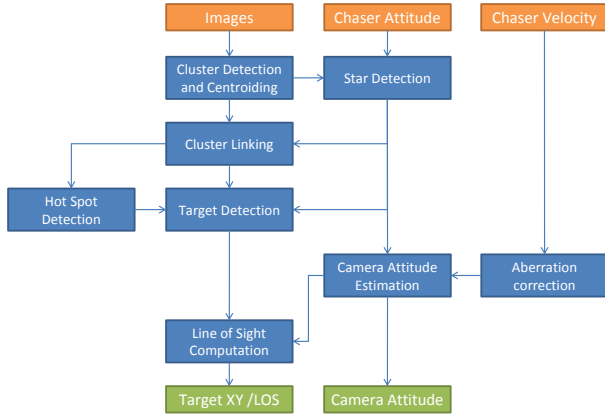 Images
Chaser Attitude
Chaser Velocity
Cluster Detection
and Centroiding
Star Detection
Cluster Linking
Hot Spot
Detection
Target Detection
Camera Attitude
Estimation
Aberration
correction
Line of Sight
Computation
Target XY /LOS
Camera Attitude